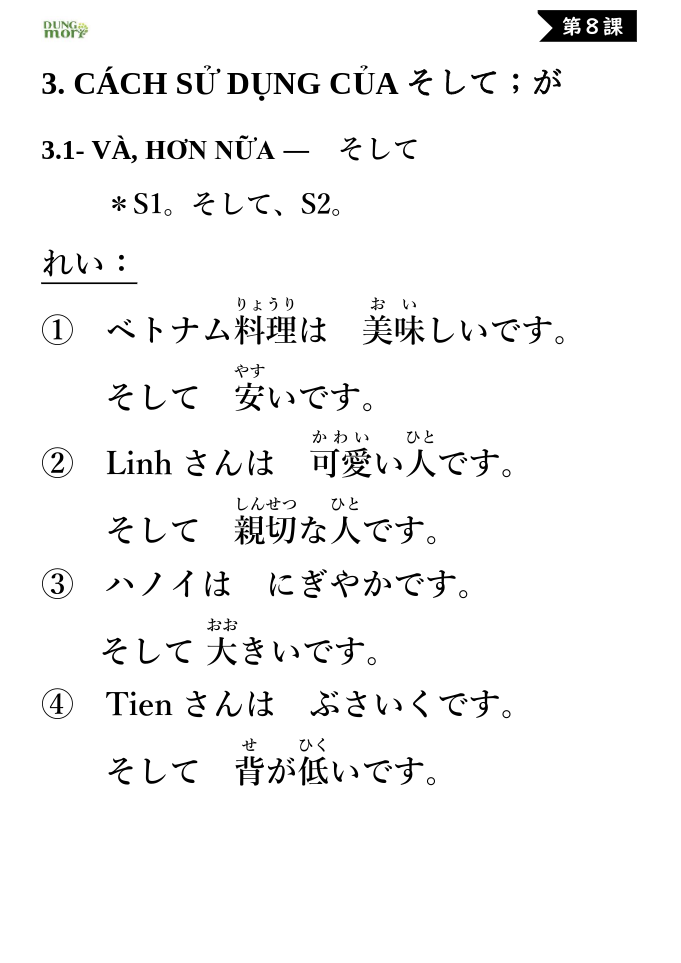 DUNG
mori
第８課
3. CÁCH SỬ DỤNG CỦA そして；が
3.1- VÀ, HƠN NỮA —　そして
＊S1。そして、S2。
れい：
りょうり　お い
①　ベトナム料理は　美味しいです。
やす
そして　安いです。
かわい　ひと
②　Linh さんは　可愛い人です。
しんせつ　ひと
そして　親切な人です。
③　ハノイは　にぎやかです。
おお
そして 大きいです。
④　Tien さんは　ぶさいくです。
せ　ひく
そして　背が低いです。